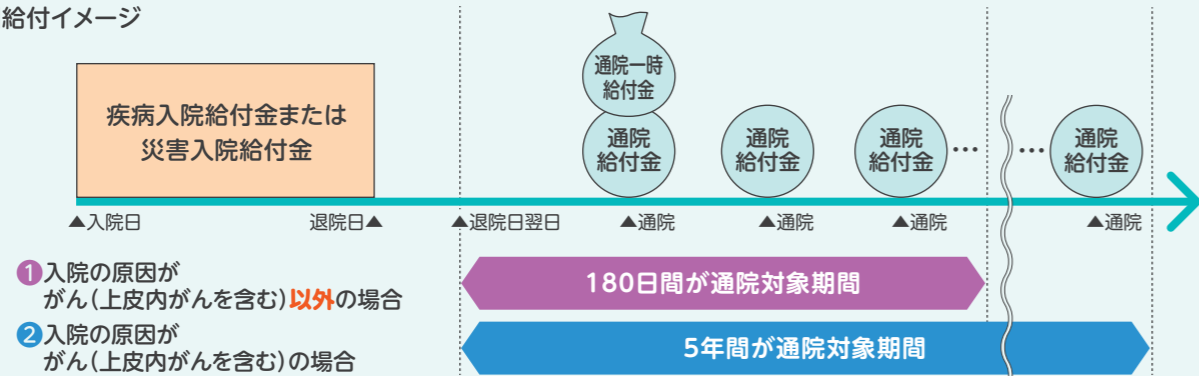 給付イメージ
疾病入院給付金または
災害入院給付金
通院一時
給付金
通院
給付金
通院
給付金
通院
給付金
…
…
通院
給付金
▲入院日
退院日▲
▲退院日翌日
▲通院
▲通院
▲通院
▲通院
❶入院の原因が
がん(上皮内がんを含む)以外の場合
180日間が通院対象期間
❷入院の原因が
がん(上皮内がんを含む)の場合
5年間が通院対象期間